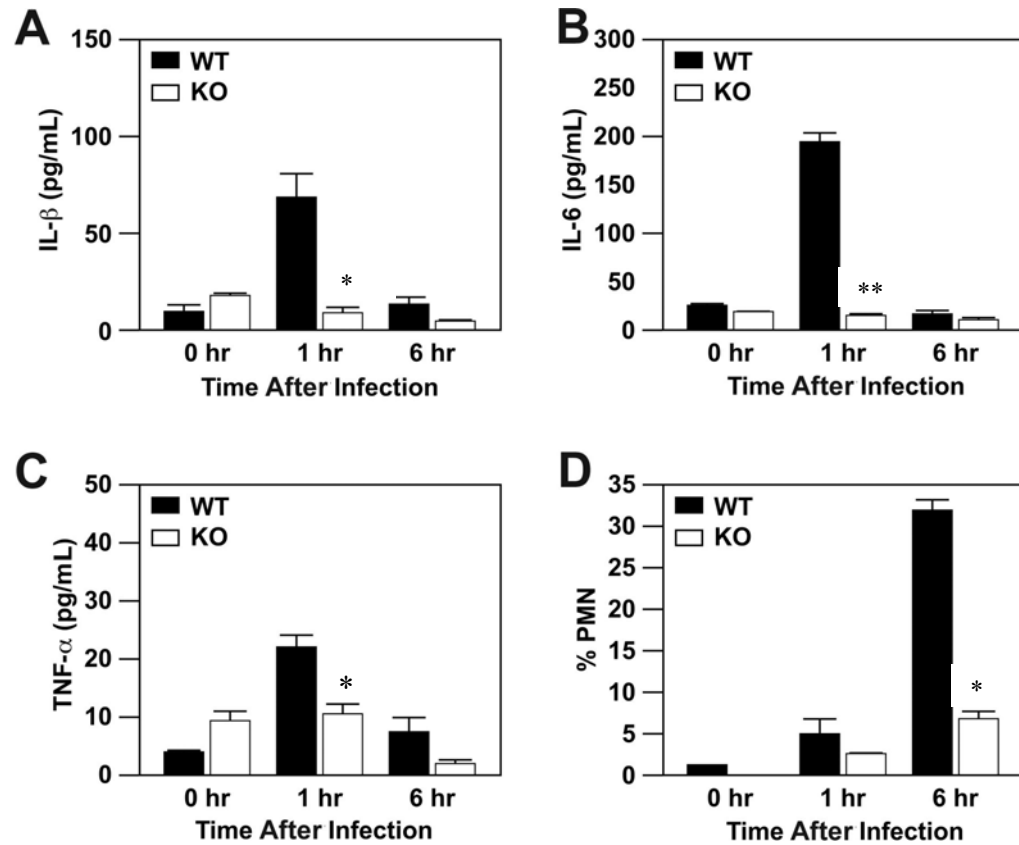 A
150
100
50
0
IL-β (pg/mL)
WT
KO
*
0 hr 1 hr 6 hr
Time After Infection
B
300
250
200
150
100
50
0
IL-6 (pg/mL)
WT
KO
**
0 hr 1 hr 6 hr
Time After Infection
C
50
40
30
20
10
0
TNF-α (pg/mL)
WT
KO
*
0 hr 1 hr 6 hr
Time After Infection
D
35
30
25
20
15
10
5
0
% PMN
WT
KO
*
0 hr 1 hr 6 hr
Time After Infection